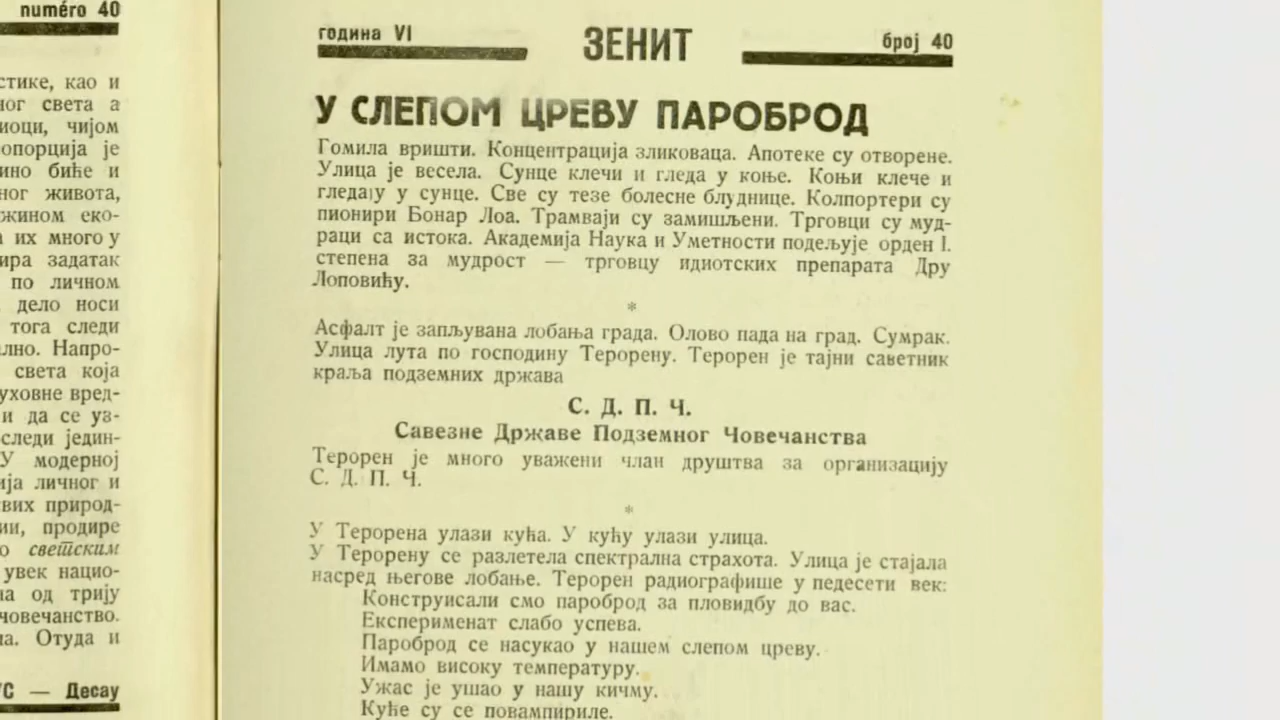 numéro 40
стике, као и
ног света а
иоци, чијом
опорција је
ино биће и
ног живота,
жином еко-
их много у
ира задатак
по личном
дело носи
тога следи
лно. Напро-
света која
уховне вред-
и да се уз-
следи једин-
У модерној
ија личног и
вих природ-
ии, продире
о светским
увек нацио-
на од трију
човечанство.
на. Отуда и
УС — Десау
година VI
ЗЕНИТ
број 40
У СЛЕПОМ ЦРЕВУ ПАРОБРОД
Гомила вришти. Концентрација зликоваца. Апотеке су отворене.
Улица је весела. Сунце клечи и гледа у коње. Коњи клече и
гледају у сунце. Све су тезе болесне блуднице. Колпортери су
пионири Бонар Лоа. Трамваји су замишљени. Трговци су муд-
раци са истока. Академија Наука и Уметности подељује орден I.
степена за мудрост — трговцу идиотских препарата Дру
Лоповићу.
*
Асфалт је запљувана лобања града. Олово пада на град. Сумрак.
Улица лута по господину Терорену. Терорен је тајни саветник
краља подземних држава
С. Д. П. Ч.
Савезне Државе Подземног Човечанства
Терорен је много уважени члан друштва за организацију
С. Д. П. Ч.
*
У Терорена улази кућа. У кућу улази улица.
У Терорену се разлетела спектрална страхота. Улица је стајала
насред његове лобање. Терорен радиографише у педесети век:
Конструисали смо пароброд за пловидбу до вас.
Експерименат слабо успева.
Пароброд се насукао у нашем слепом цреву.
Имамо високу температуру.
Ужас је ушао у нашу кичму.
Куће су се повампириле.